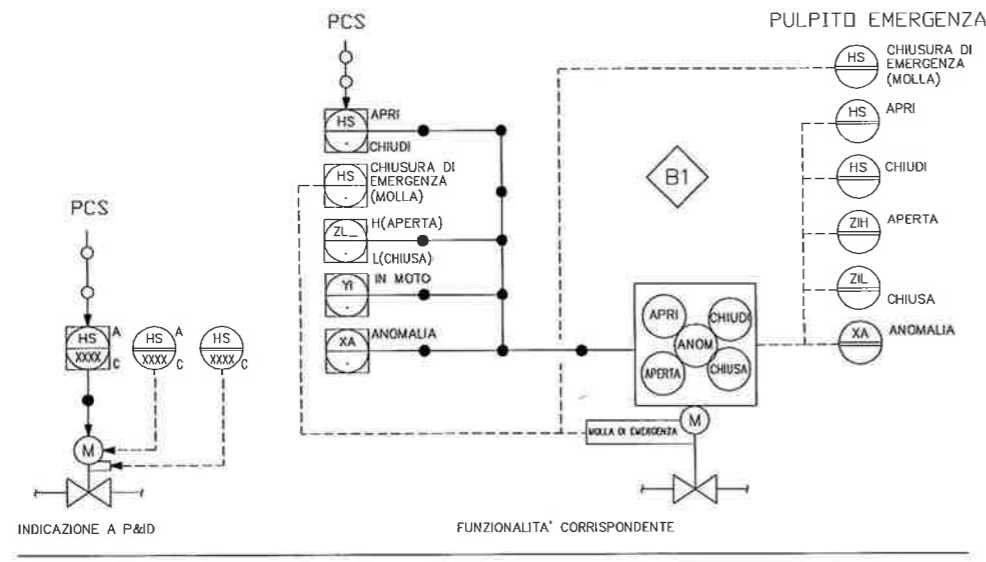 PCS
PULPITO EMERGENZA
HS
CHIUSURA DI
EMERGENZA
(MOLLA)
HS
APRI
CHIUDI
HS
APRI
HS
CHIUSURA DI
EMERGENZA
(MOLLA)
B1
HS
CHIUDI
PCS
ZL_
H(APERTA)
L(CHIUSA)
ZIH
APERTA
YI
IN MOTO
ZIL
CHIUSA
HS
XXXX
A
C
HS
XXXX
A
C
HS
XXXX
C
XA
ANOMALIA
APRI
CHIUDI
ANOM
APERTA
CHIUSA
XA
ANOMALIA
M
MOLLA DI EMERGENZA
M
INDICAZIONE A P&ID
FUNZIONALITA' CORRISPONDENTE